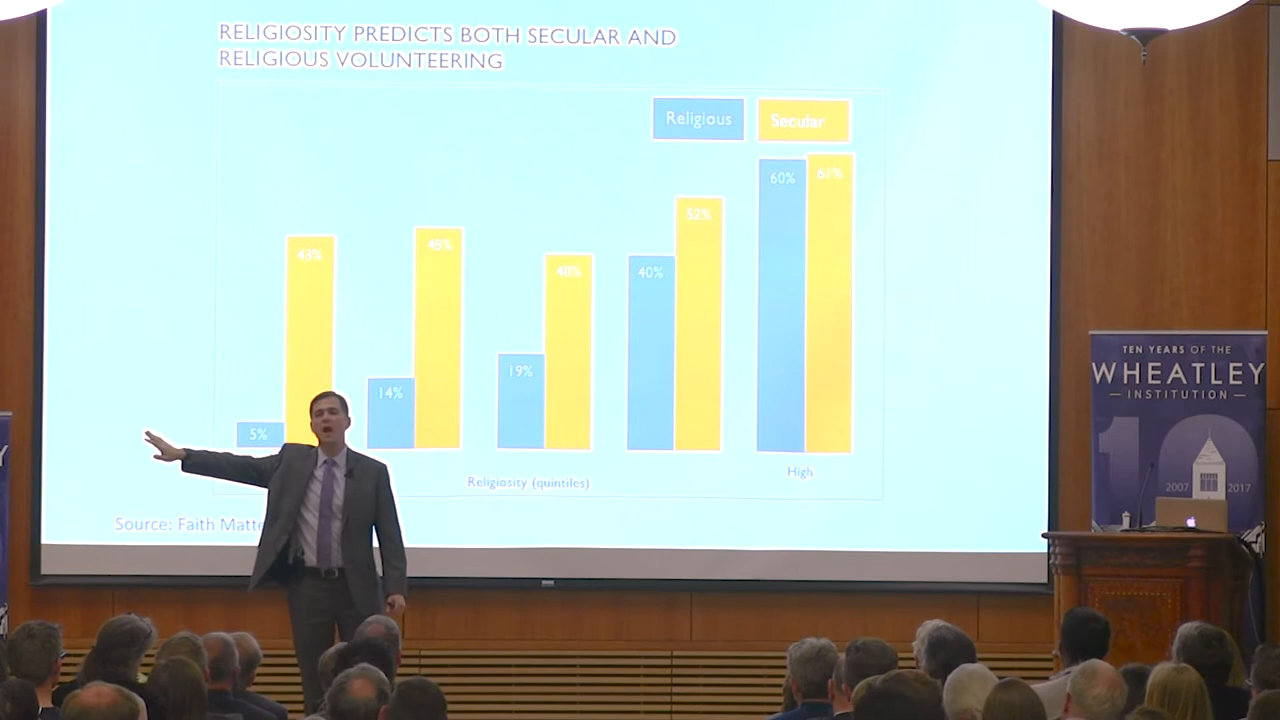 RELIGIOSITY PREDICTS BOTH SECULAR AND
RELIGIOUS VOLUNTEERING
Religious Secular
5% 43% 14% 45% 19% 40% 40% 52% 60% 61%
High
Religiosity (quintiles)
Source: Faith Matte
TEN YEARS OF THE
WHEATLEY
— INSTITUTION —
10
2007 2017